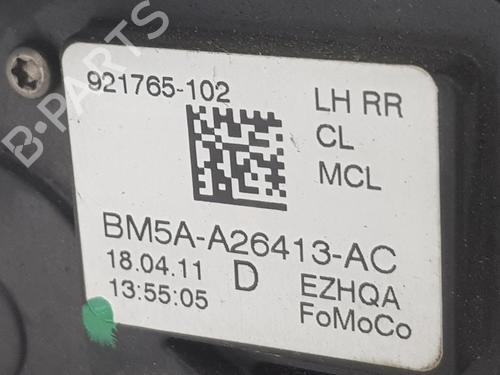 921765-102
LH RR
CL
MCL
BM5A-A26413-AC
18.04.11 D EZHQA
13:55:05 FoMoCo
B-PARTS